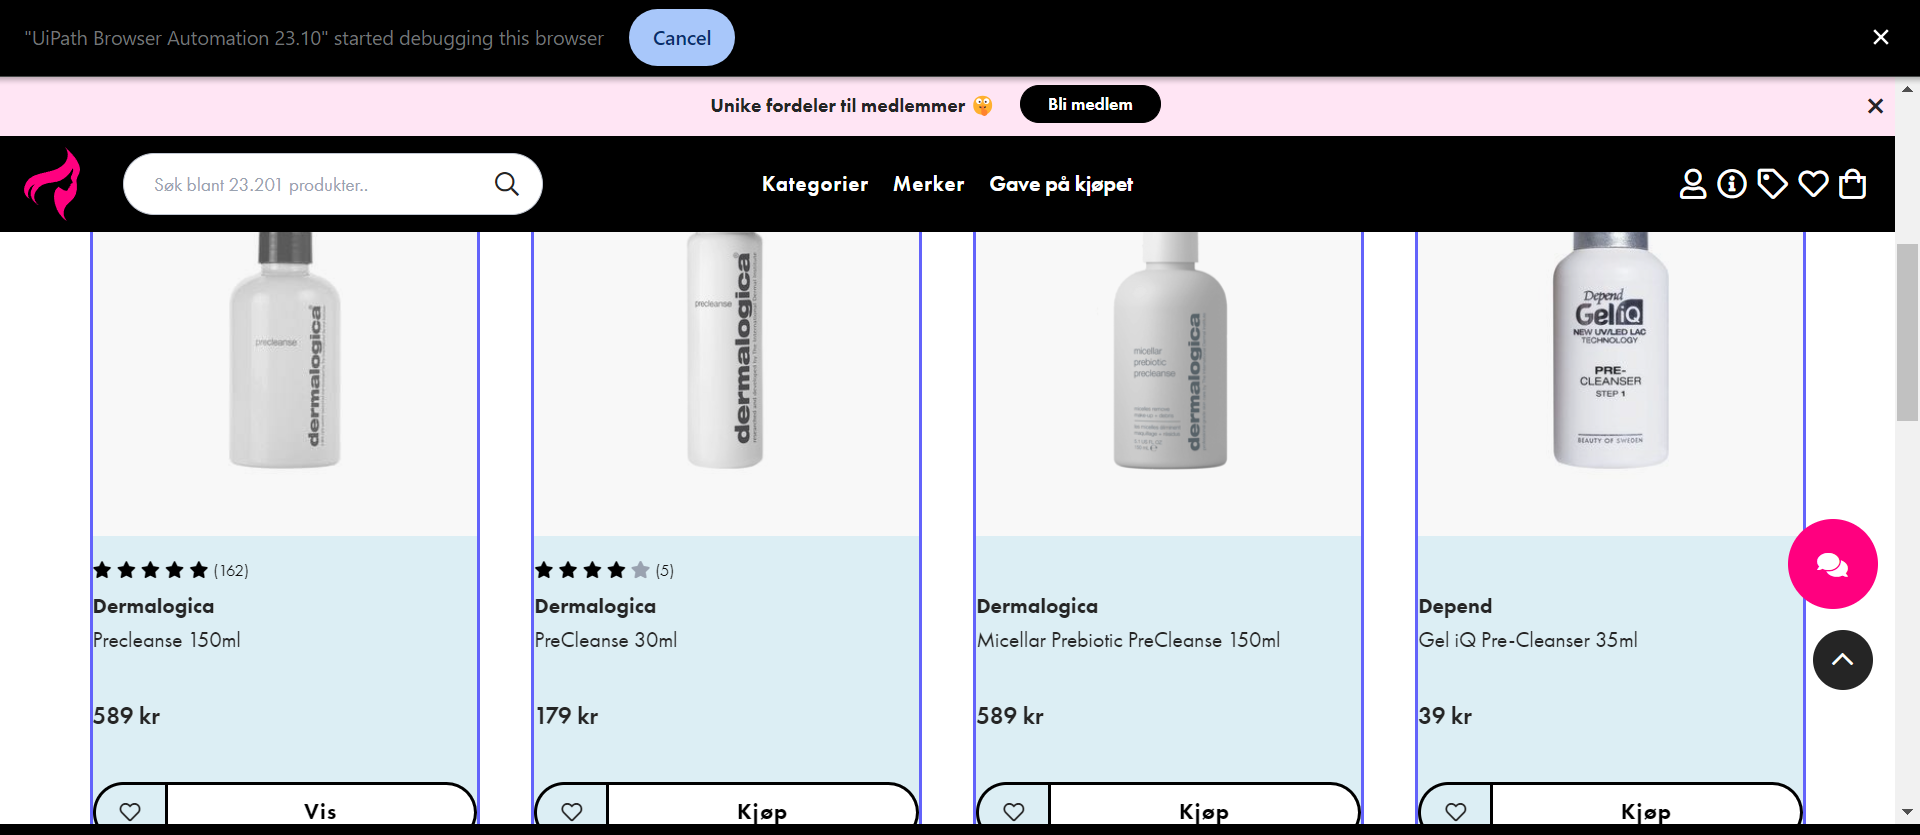 "UiPath Browser Automation 23.10" started debugging this browser
Cancel
Unike fordeler til medlemmer
Bli medlem
Søk blant 23.201 produkter..
Kategorier
Merker
Gave på kjøpet
precleanse
dermalogica
precleanse
dermalogica
micellar
prebiotic
precleanse
dermalogica
Depend
Gel iQ
NEW UV/LED LAC
TECHNOLOGY
PRE-
CLEANSER
STEP 1
BEAUTY OF SWEDEN
(162)
Dermalogica
Precleanse 150ml
589 kr
Vis
(5)
Dermalogica
PreCleanse 30ml
179 kr
Kjøp
Dermalogica
Micellar Prebiotic PreCleanse 150ml
589 kr
Kjøp
Depend
Gel iQ Pre-Cleanser 35ml
39 kr
Kjøp